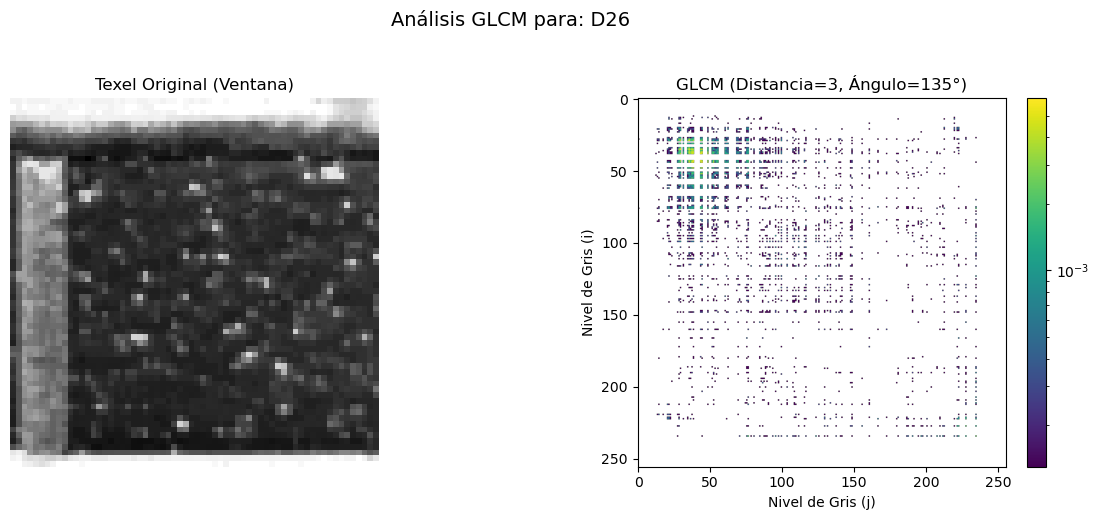 Análisis GLCM para: D26
Texel Original (Ventana)
GLCM (Distancia=3, Ángulo=135°)
0
50
100
150
200
250
Nivel de Gris (i)
0 50 100 150 200 250
Nivel de Gris (j)
10⁻³